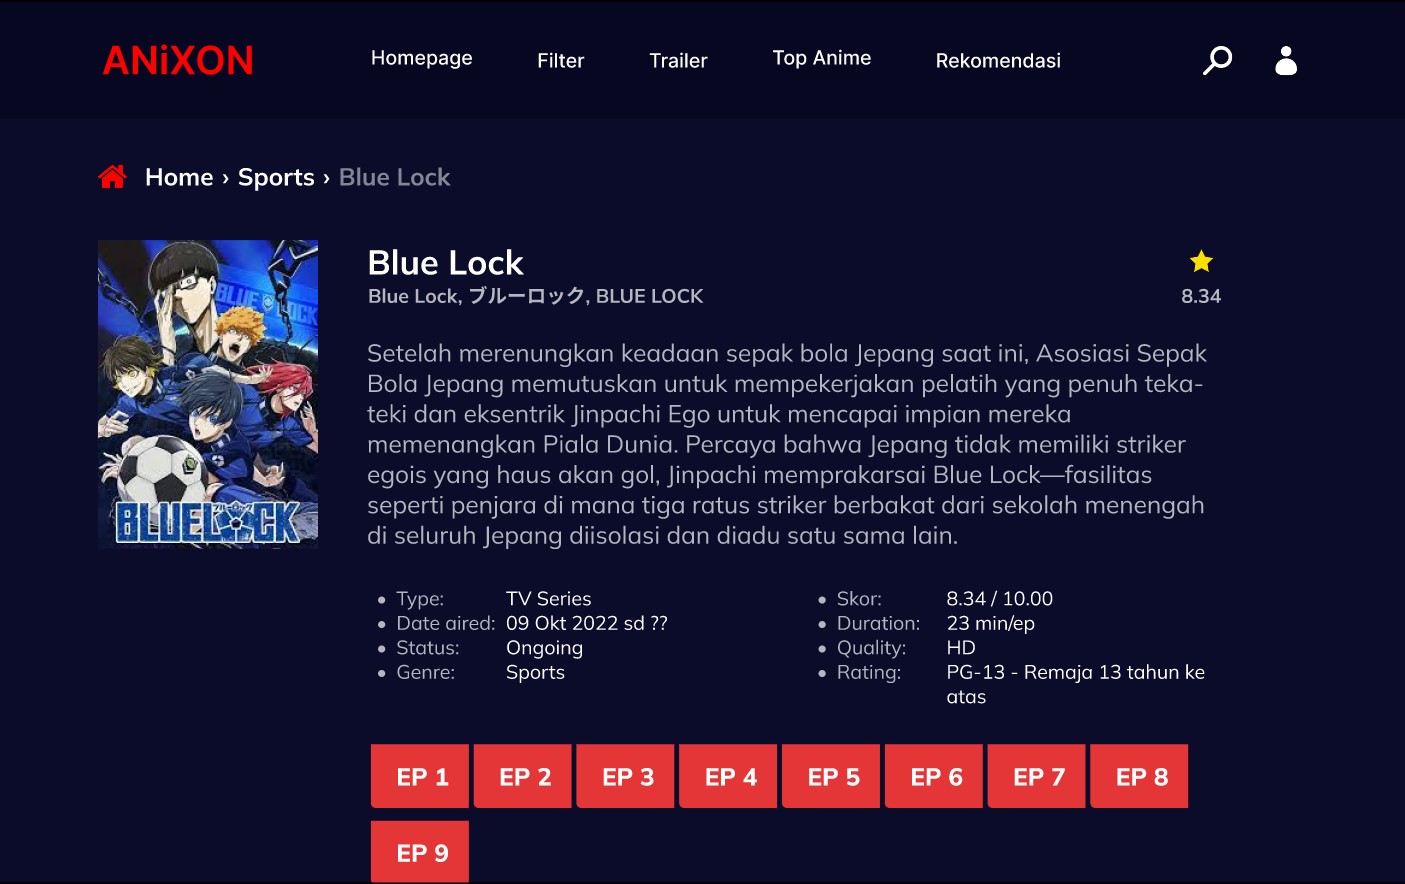 ANiXON
Homepage
Filter
Trailer
Top Anime
Rekomendasi
Home › Sports › Blue Lock
BLUE LOCK
BLUELOCK
Blue Lock
Blue Lock, ブルーロック, BLUE LOCK
8.34
Setelah merenungkan keadaan sepak bola Jepang saat ini, Asosiasi Sepak
Bola Jepang memutuskan untuk mempekerjakan pelatih yang penuh teka-
teki dan eksentrik Jinpachi Ego untuk mencapai impian mereka
memenangkan Piala Dunia. Percaya bahwa Jepang tidak memiliki striker
egois yang haus akan gol, Jinpachi memprakarsai Blue Lock—fasilitas
seperti penjara di mana tiga ratus striker berbakat dari sekolah menengah
di seluruh Jepang diisolasi dan diadu satu sama lain.
• Type: TV Series
• Date aired: 09 Okt 2022 sd ??
• Status: Ongoing
• Genre: Sports
• Skor: 8.34 / 10.00
• Duration: 23 min/ep
• Quality: HD
• Rating: PG-13 - Remaja 13 tahun ke
atas
EP 1 EP 2 EP 3 EP 4 EP 5 EP 6 EP 7 EP 8
EP 9